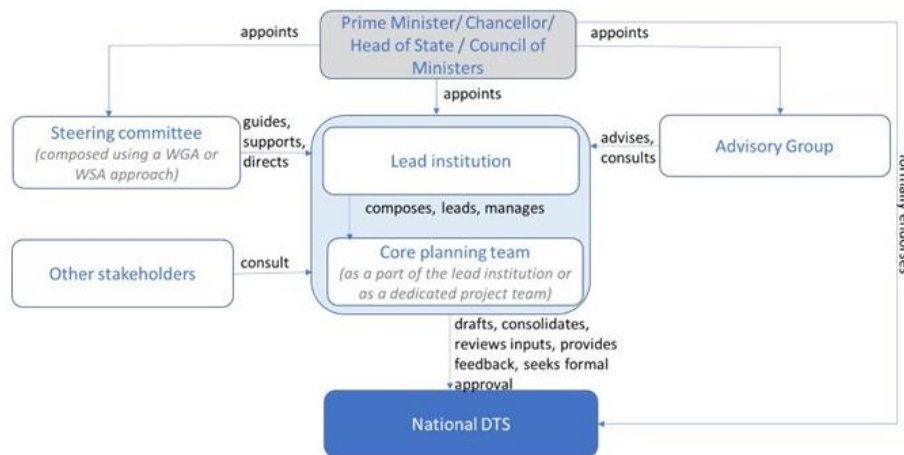 Prime Minister/ Chancellor/
Head of State / Council of
Ministers
appoints
appoints
appoints
Steering committee
(composed using a WGA or
WSA approach)
guides,
supports,
directs
Lead institution
advises,
consults
Advisory Group
composes, leads, manages
Core planning team
(as a part of the lead institution or
as a dedicated project team)
Other stakeholders
consult
formally endorses
drafts, consolidates,
reviews inputs, provides
feedback, seeks formal
approval
National DTS